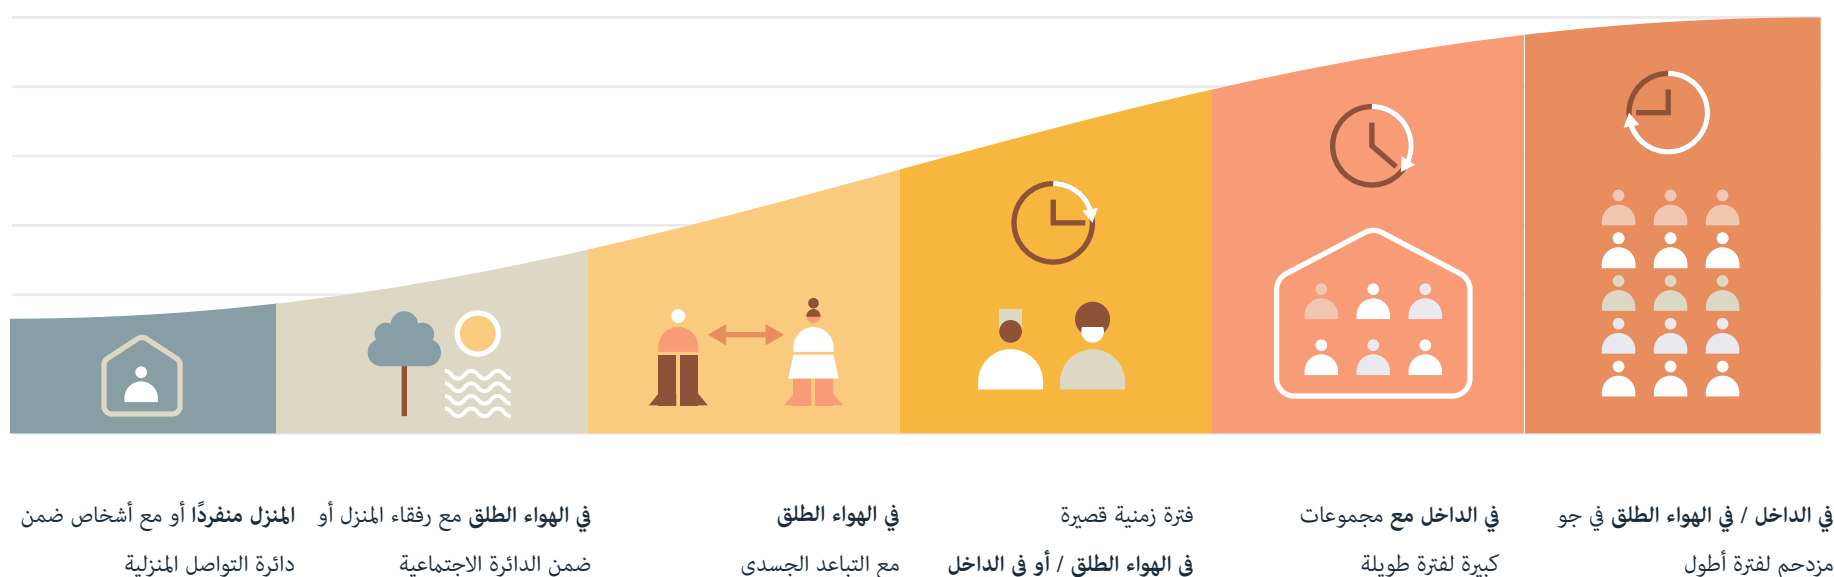 في الداخل / في الهواء الطلق في جو
مزدحم لفترة أطول
في الداخل مع مجموعات
كبيرة لفترة طويلة
فترة زمنية قصيرة
في الهواء الطلق / أو في الداخل
في الهواء الطلق
مع التباعد الجسدي
في الهواء الطلق مع رفقاء المنزل أو
ضمن الدائرة الاجتماعية
المنزل منفردًا أو مع أشخاص ضمن
دائرة التواصل المنزلية